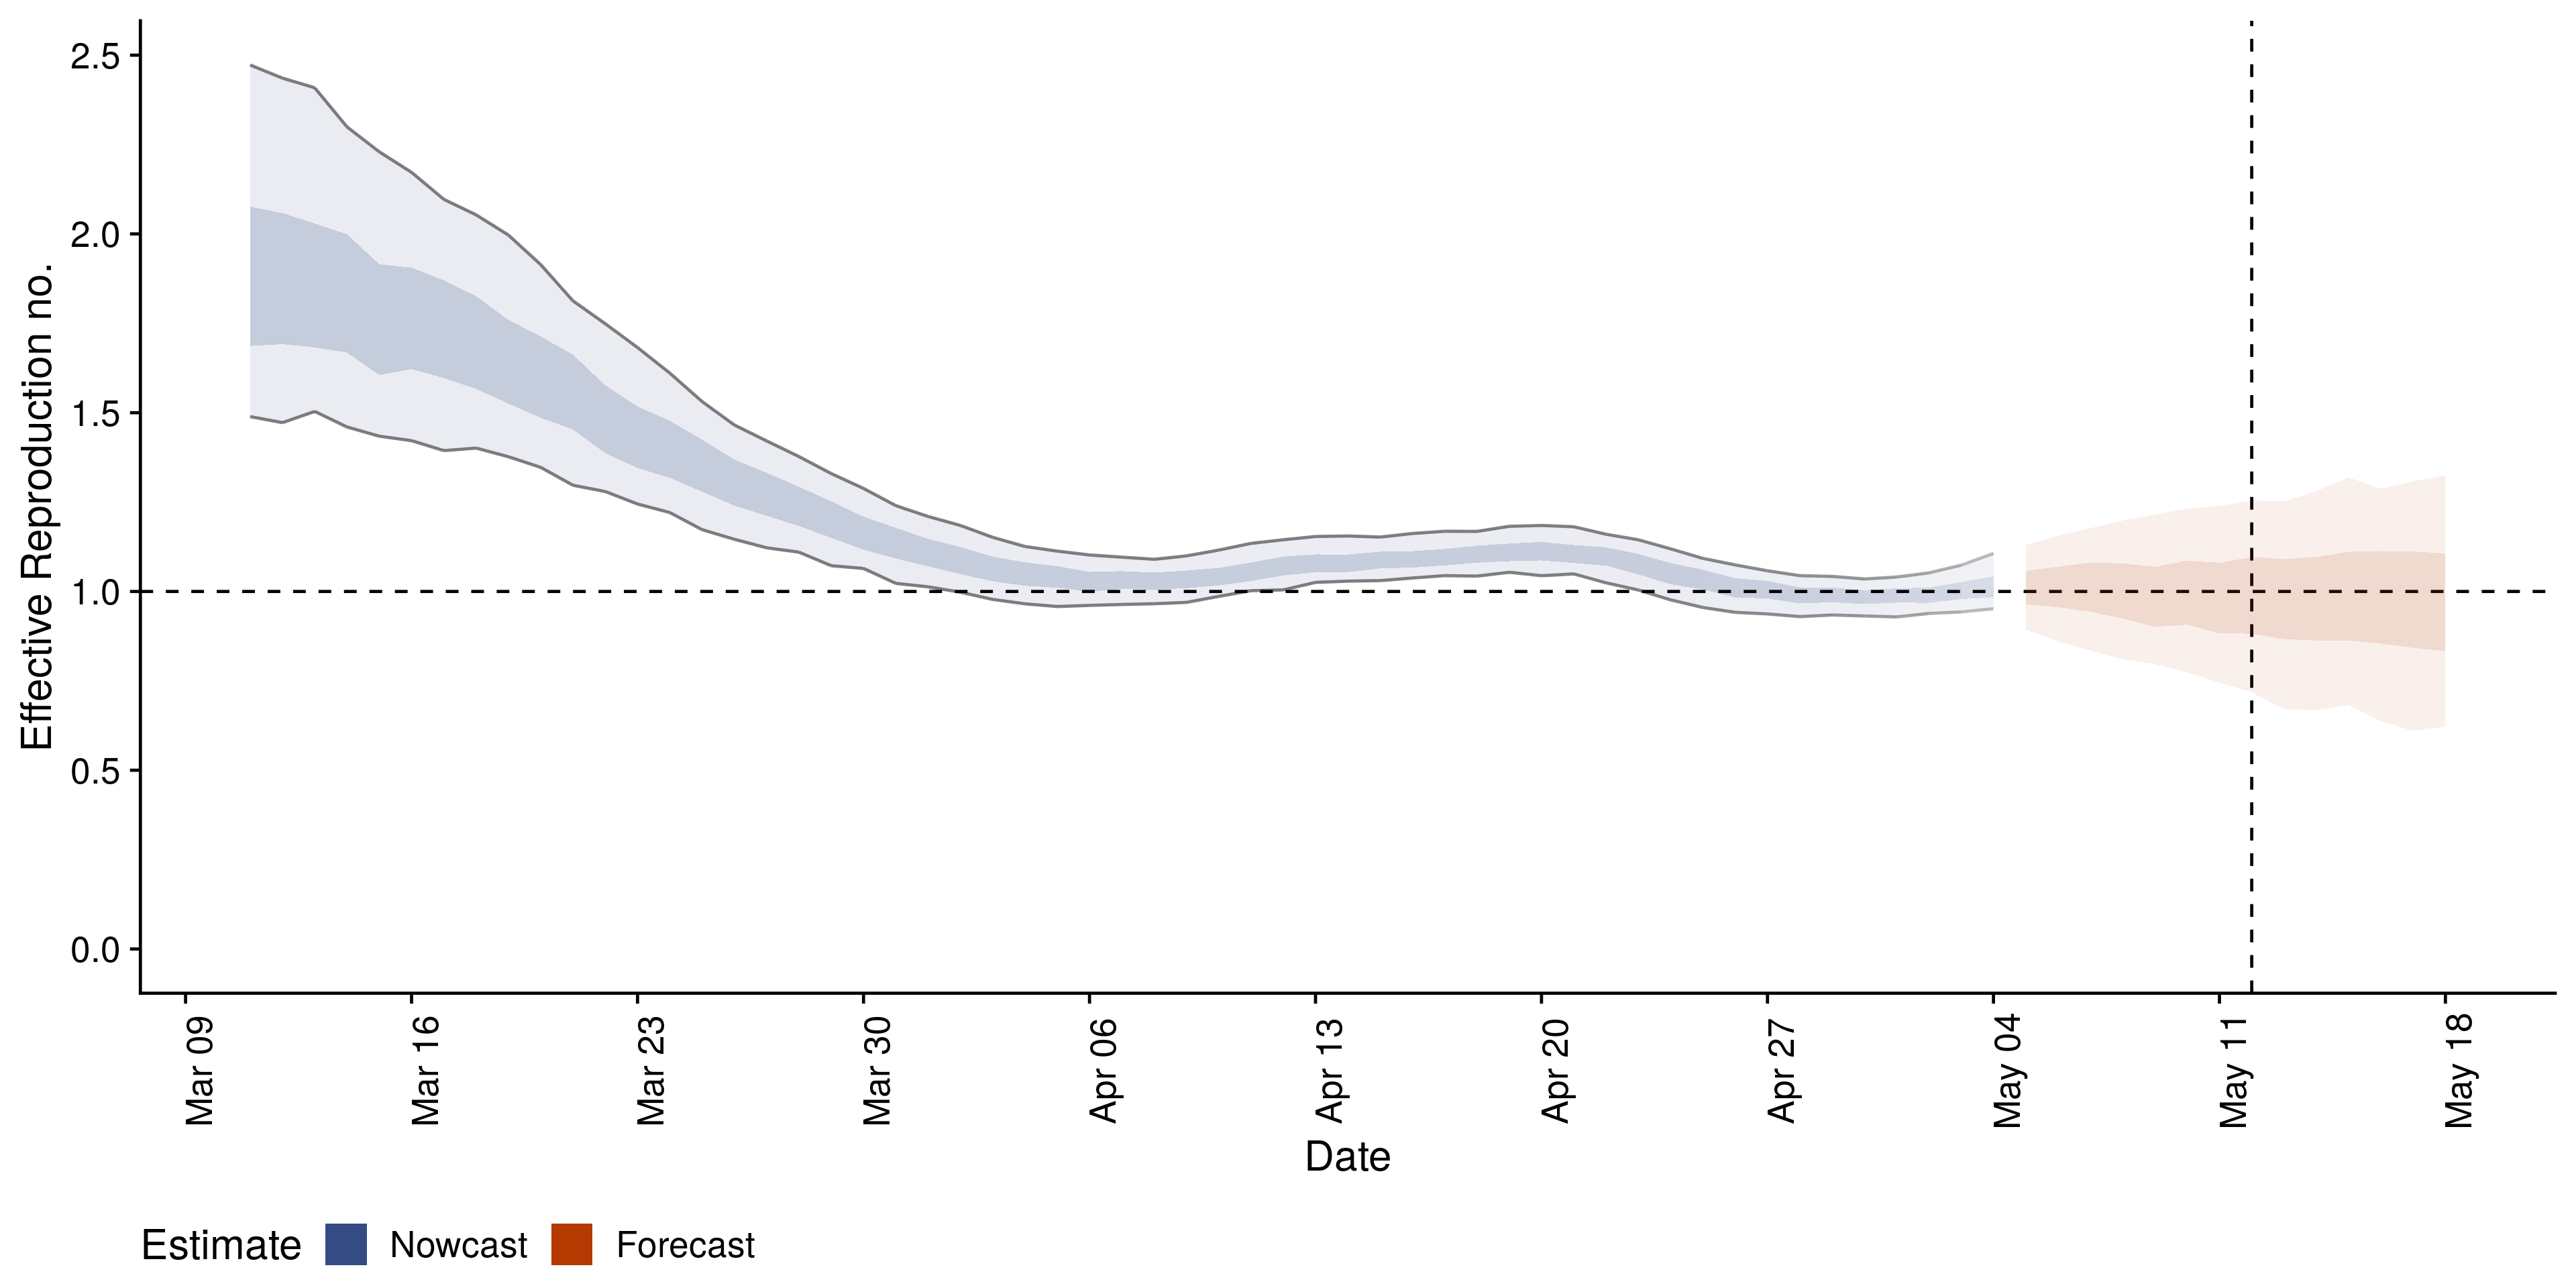 Effective Reproduction no.
2.5
2.0
1.5
1.0
0.5
0.0
Mar 09
Mar 16
Mar 23
Mar 30
Apr 06
Apr 13
Apr 20
Apr 27
May 04
May 11
May 18
Date
Estimate Nowcast Forecast